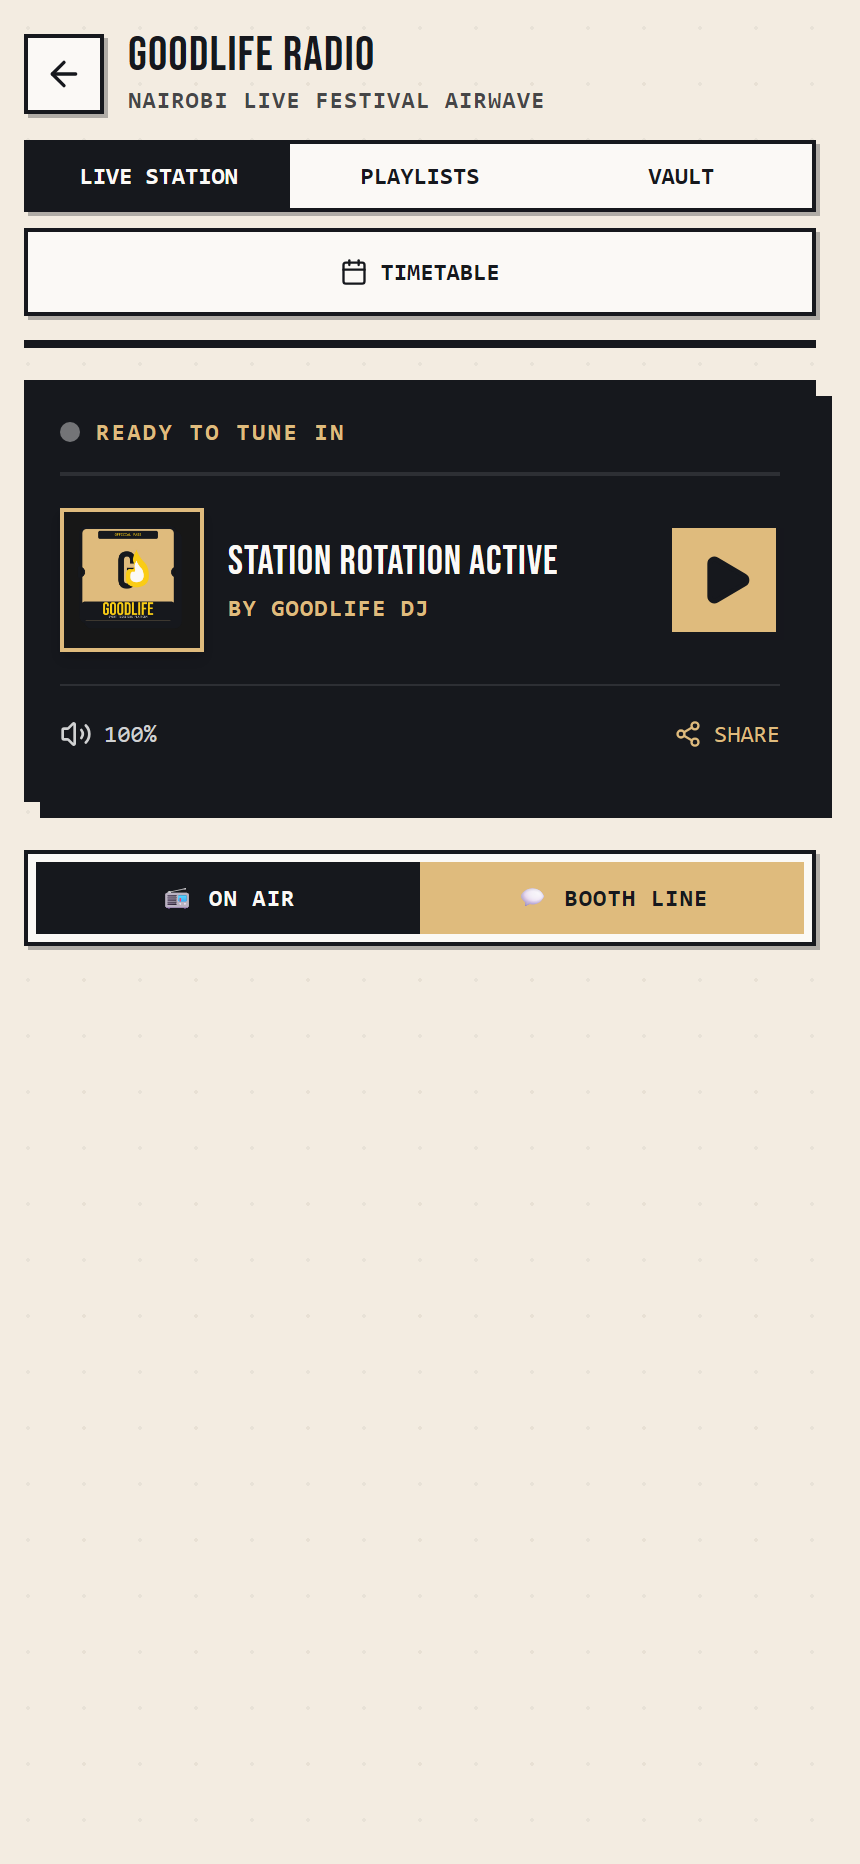 GOODLIFE RADIO
NAIROBI LIVE FESTIVAL AIRWAVE
LIVE STATION
PLAYLISTS
VAULT
TIMETABLE
READY TO TUNE IN
GOODLIFE
STATION ROTATION ACTIVE
BY GOODLIFE DJ
100%
SHARE
ON AIR
BOOTH LINE